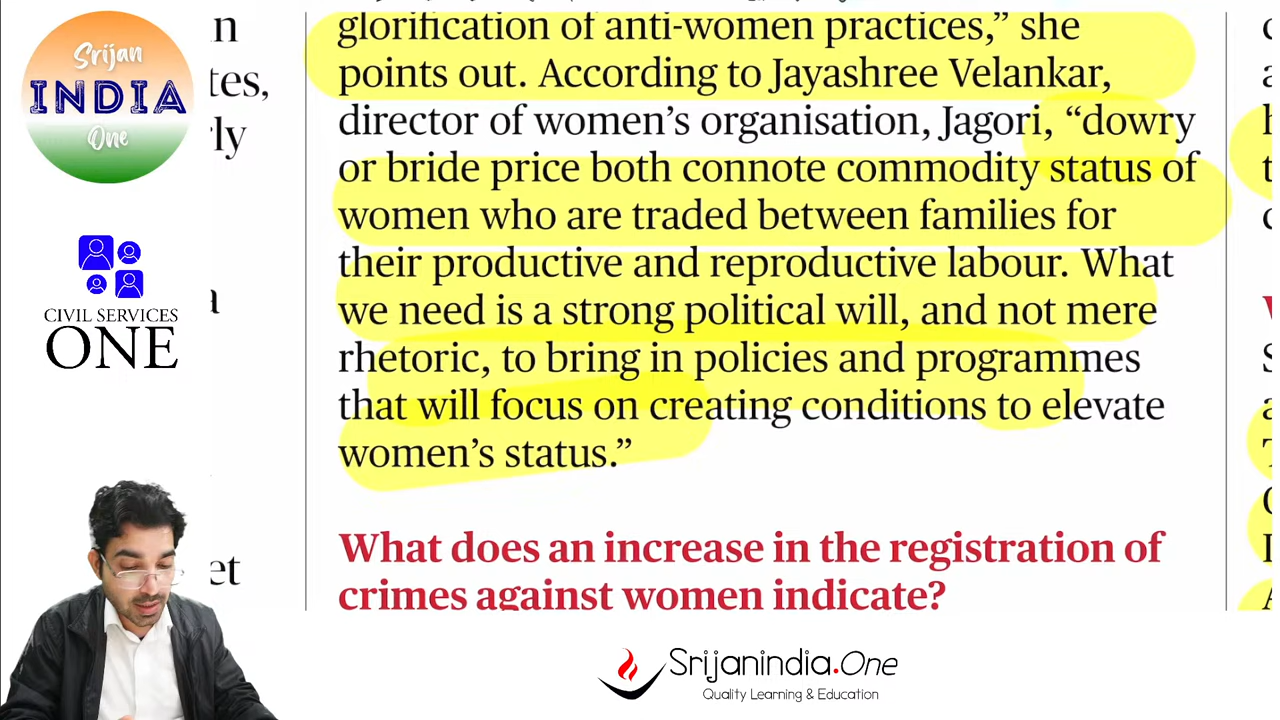 Srijan
INDIA
One
CIVIL SERVICES
ONE
n
tes,
ly
et
glorification of anti-women practices,” she
points out. According to Jayashree Velankar,
director of women’s organisation, Jagori, “dowry
or bride price both connote commodity status of
women who are traded between families for
their productive and reproductive labour. What
we need is a strong political will, and not mere
rhetoric, to bring in policies and programmes
that will focus on creating conditions to elevate
women’s status.”
What does an increase in the registration of
crimes against women indicate?
Srijanindia.One
Quality Learning & Education